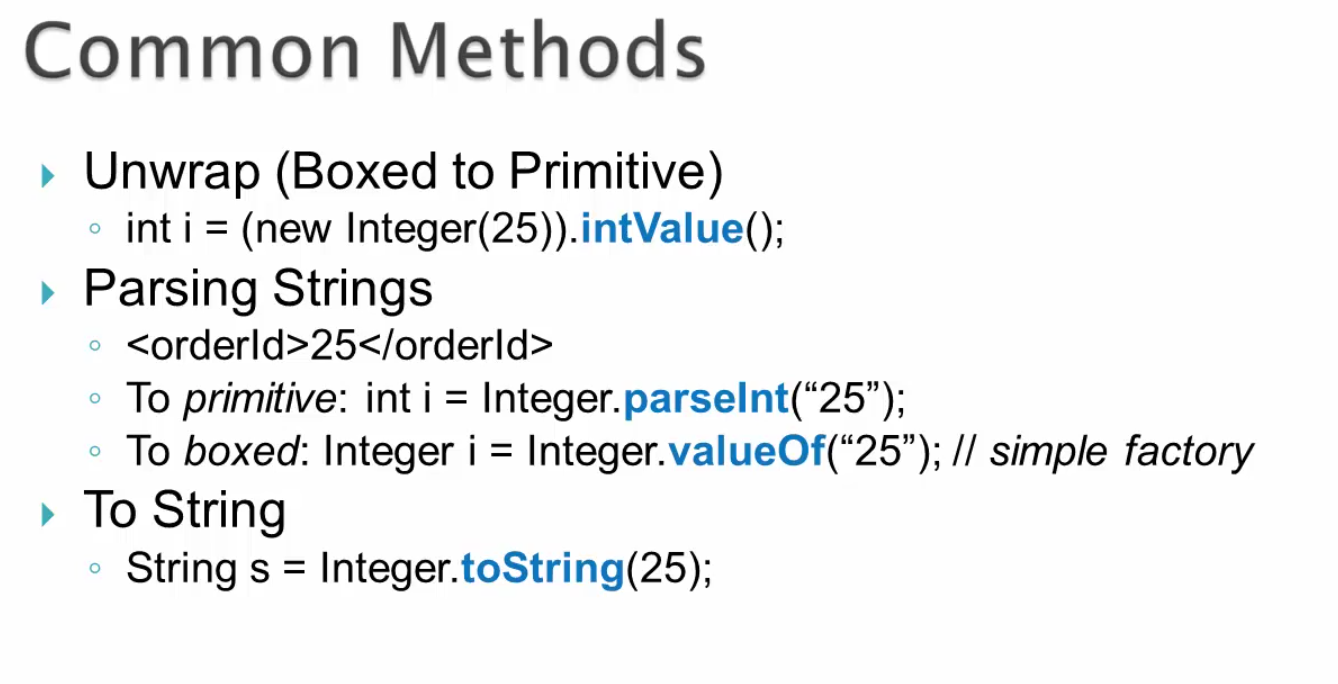 Common Methods
Unwrap (Boxed to Primitive)
int i = (new Integer(25)).intValue();
Parsing Strings
<orderId>25</orderId>
To primitive: int i = Integer.parseInt(“25”);
To boxed: Integer i = Integer.valueOf(“25”); // simple factory
To String
String s = Integer.toString(25);